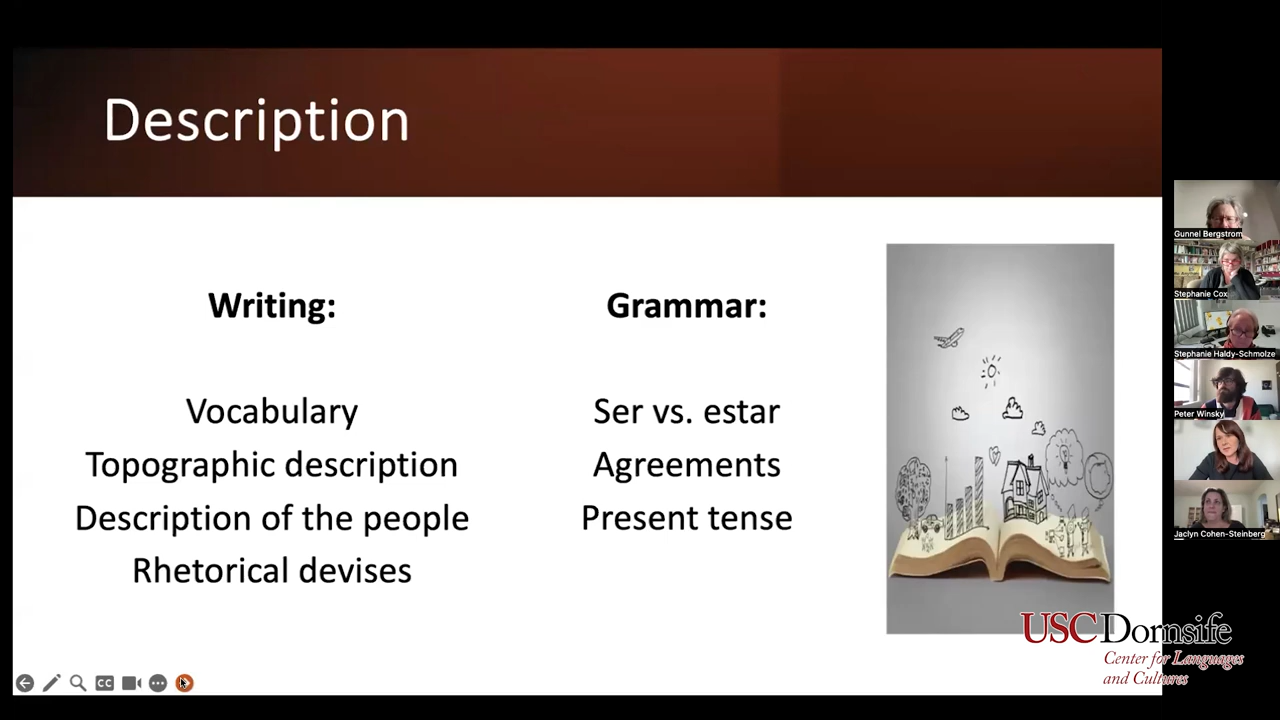 Description
Writing:
Vocabulary
Topographic description
Description of the people
Rhetorical devises
Grammar:
Ser vs. estar
Agreements
Present tense
CC
Gunnel Bergstrom
Stephanie Cox
Stephanie Haldy-Schmolze
Peter Winsky
Jaclyn Cohen-Steinberg
USC Dornsife
Center for Languages
and Cultures